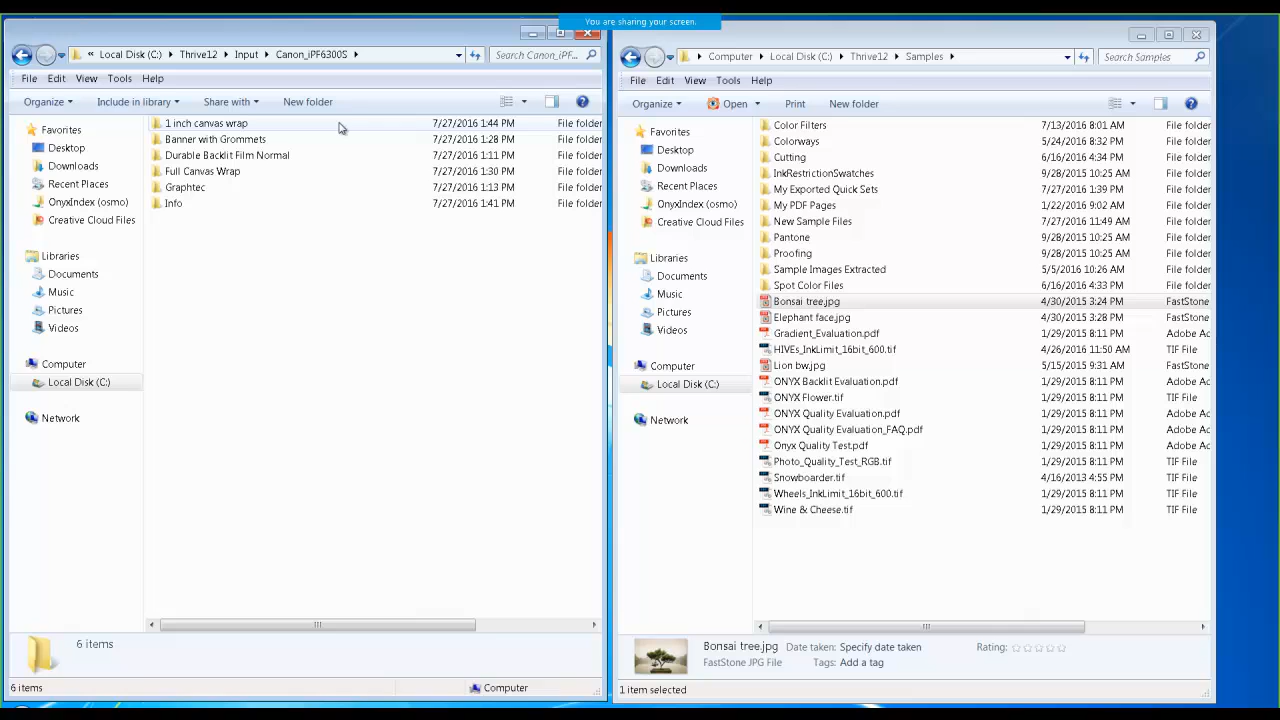 You are sharing your screen.
« Local Disk (C:) ▸ Thrive12 ▸ Input ▸ Canon_iPF6300S ▸
Search Canon_iPF...
File Edit View Tools Help
Organize Include in library Share with New folder
Favorites
Desktop
Downloads
Recent Places
OnyxIndex (osmo)
Creative Cloud Files
Libraries
Documents
Music
Pictures
Videos
Computer
Local Disk (C:)
Network
1 inch canvas wrap 7/27/2016 1:44 PM File folder
Banner with Grommets 7/27/2016 1:28 PM File folder
Durable Backlit Film Normal 7/27/2016 1:11 PM File folder
Full Canvas Wrap 7/27/2016 1:30 PM File folder
Graphtec 7/27/2016 1:13 PM File folder
Info 7/27/2016 1:41 PM File folder
6 items
6 items Computer
▸ Computer ▸ Local Disk (C:) ▸ Thrive12 ▸ Samples ▸
Search Samples
File Edit View Tools Help
Organize Open Print New folder
Favorites
Desktop
Downloads
Recent Places
OnyxIndex (osmo)
Creative Cloud Files
Libraries
Documents
Music
Pictures
Videos
Computer
Local Disk (C:)
Network
Color Filters 7/13/2016 8:01 AM File folder
Colorways 5/24/2016 8:32 PM File folder
Cutting 6/16/2016 4:34 PM File folder
InkRestrictionSwatches 9/28/2015 10:25 AM File folder
My Exported Quick Sets 7/27/2016 1:39 PM File folder
My PDF Pages 1/22/2016 9:02 AM File folder
New Sample Files 7/27/2016 11:49 AM File folder
Pantone 9/28/2015 10:25 AM File folder
Proofing 9/28/2015 10:25 AM File folder
Sample Images Extracted 5/5/2016 10:26 AM File folder
Spot Color Files 6/16/2016 4:33 PM File folder
Bonsai tree.jpg 4/30/2015 3:24 PM FastStone
Elephant face.jpg 4/30/2015 3:28 PM FastStone
Gradient_Evaluation.pdf 1/29/2015 8:11 PM Adobe Ac
HIVEs_InkLimit_16bit_600.tif 4/26/2016 11:50 AM TIF File
Lion bw.jpg 5/15/2015 9:31 AM FastStone
ONYX Backlit Evaluation.pdf 1/29/2015 8:11 PM Adobe Ac
ONYX Flower.tif 1/29/2015 8:11 PM TIF File
ONYX Quality Evaluation.pdf 1/29/2015 8:11 PM Adobe Ac
ONYX Quality Evaluation_FAQ.pdf 1/29/2015 8:11 PM Adobe Ac
Onyx Quality Test.pdf 1/29/2015 8:11 PM Adobe Ac
Photo_Quality_Test_RGB.tif 1/29/2015 8:11 PM TIF File
Snowboarder.tif 4/16/2013 4:55 PM TIF File
Wheels_InkLimit_16bit_600.tif 1/29/2015 8:11 PM TIF File
Wine & Cheese.tif 1/29/2015 8:11 PM TIF File
Bonsai tree.jpg Date taken: Specify date taken Rating: ☆☆☆☆☆
FastStone JPG File Tags: Add a tag
1 item selected